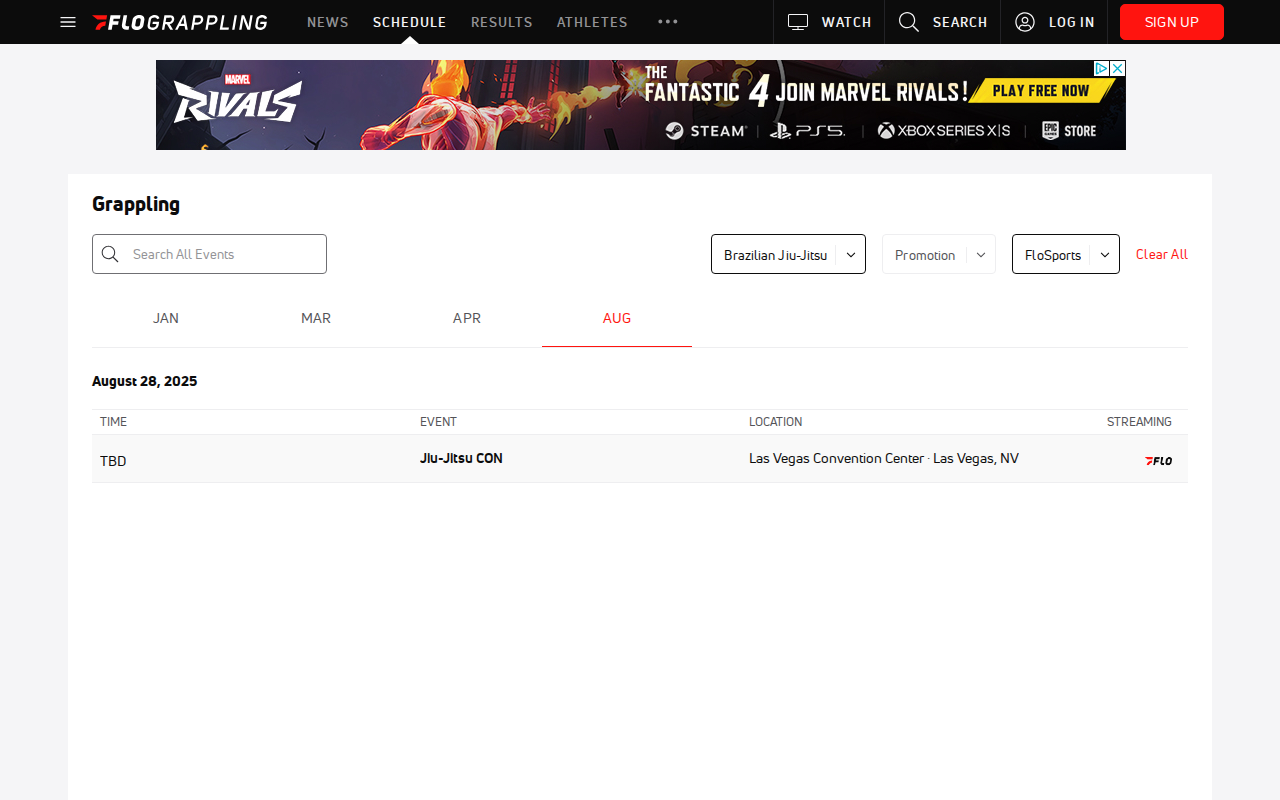 FLOGRAPPLING NEWS SCHEDULE RESULTS ATHLETES WATCH SEARCH LOG IN SIGN UP
MARVEL RIVALS
THE FANTASTIC 4 JOIN MARVEL RIVALS! PLAY FREE NOW
STEAM PS5 XBOX SERIES X|S EPIC GAMES STORE
Grappling
Search All Events Brazilian Jiu-Jitsu Promotion FloSports Clear All
JAN MAR APR AUG
August 28, 2025
TIME EVENT LOCATION STREAMING
TBD Jiu-Jitsu CON Las Vegas Convention Center · Las Vegas, NV FLO